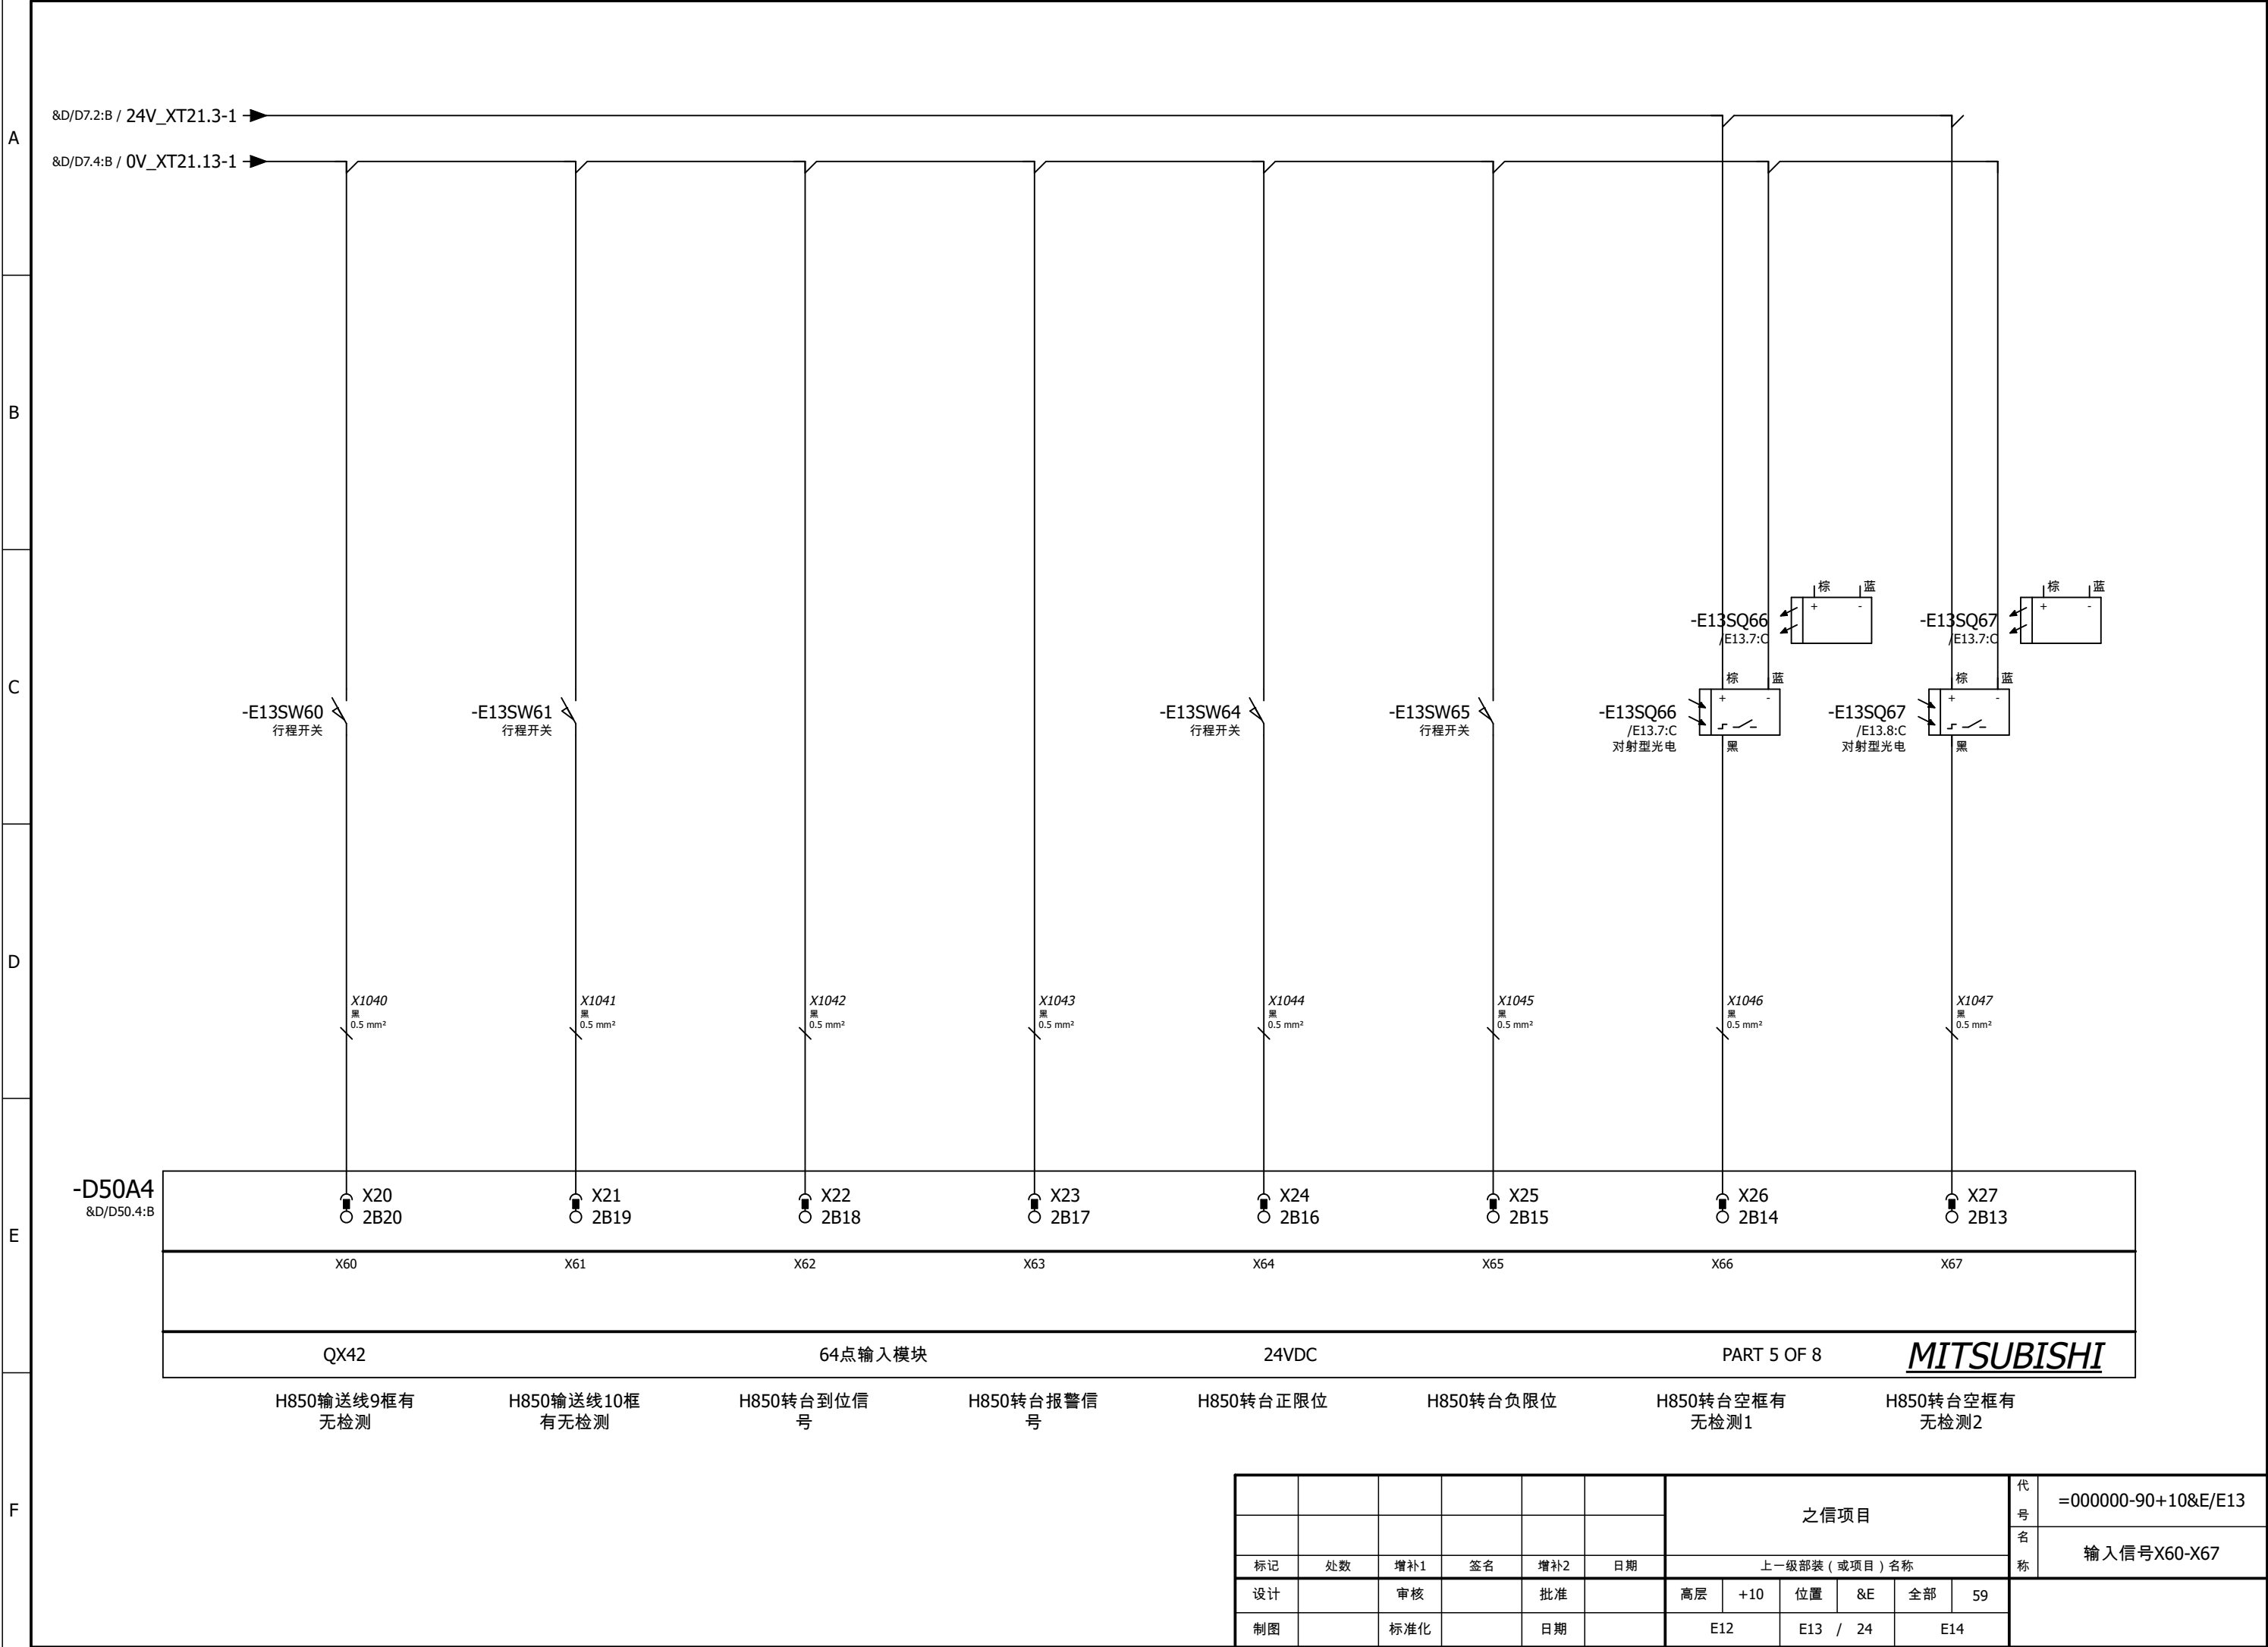 A
B
C
D
E
F
&D/D7.2:B / 24V_XT21.3-1
&D/D7.4:B / 0V_XT21.13-1
棕 蓝 棕 蓝
+ - + -
-E13SQ66 -E13SQ67
/E13.7:C /E13.7:C
棕 蓝 棕 蓝
+ - + -
-E13SW60 -E13SW61 -E13SW64 -E13SW65 -E13SQ66 -E13SQ67
行程开关 行程开关 行程开关 行程开关 /E13.7:C /E13.8:C
对射型光电 黑 对射型光电 黑
X1040 X1041 X1042 X1043 X1044 X1045 X1046 X1047
黑 黑 黑 黑 黑 黑 黑 黑
0.5 mm² 0.5 mm² 0.5 mm² 0.5 mm² 0.5 mm² 0.5 mm² 0.5 mm² 0.5 mm²
-D50A4
&D/D50.4:B
X20 X21 X22 X23 X24 X25 X26 X27
2B20 2B19 2B18 2B17 2B16 2B15 2B14 2B13
X60 X61 X62 X63 X64 X65 X66 X67
QX42 64点输入模块 24VDC PART 5 OF 8 MITSUBISHI
H850输送线9框有
无检测
H850输送线10框
有无检测
H850转台到位信
号
H850转台报警信
号
H850转台正限位
H850转台负限位
H850转台空框有
无检测1
H850转台空框有
无检测2
之信项目
代号 =000000-90+10&E/E13
名称 输入信号X60-X67
标记 处数 增补1 签名 增补2 日期 上一级部装（或项目）名称
设计 审核 批准 高层 +10 位置 &E 全部 59
制图 标准化 日期 E12 E13 / 24 E14